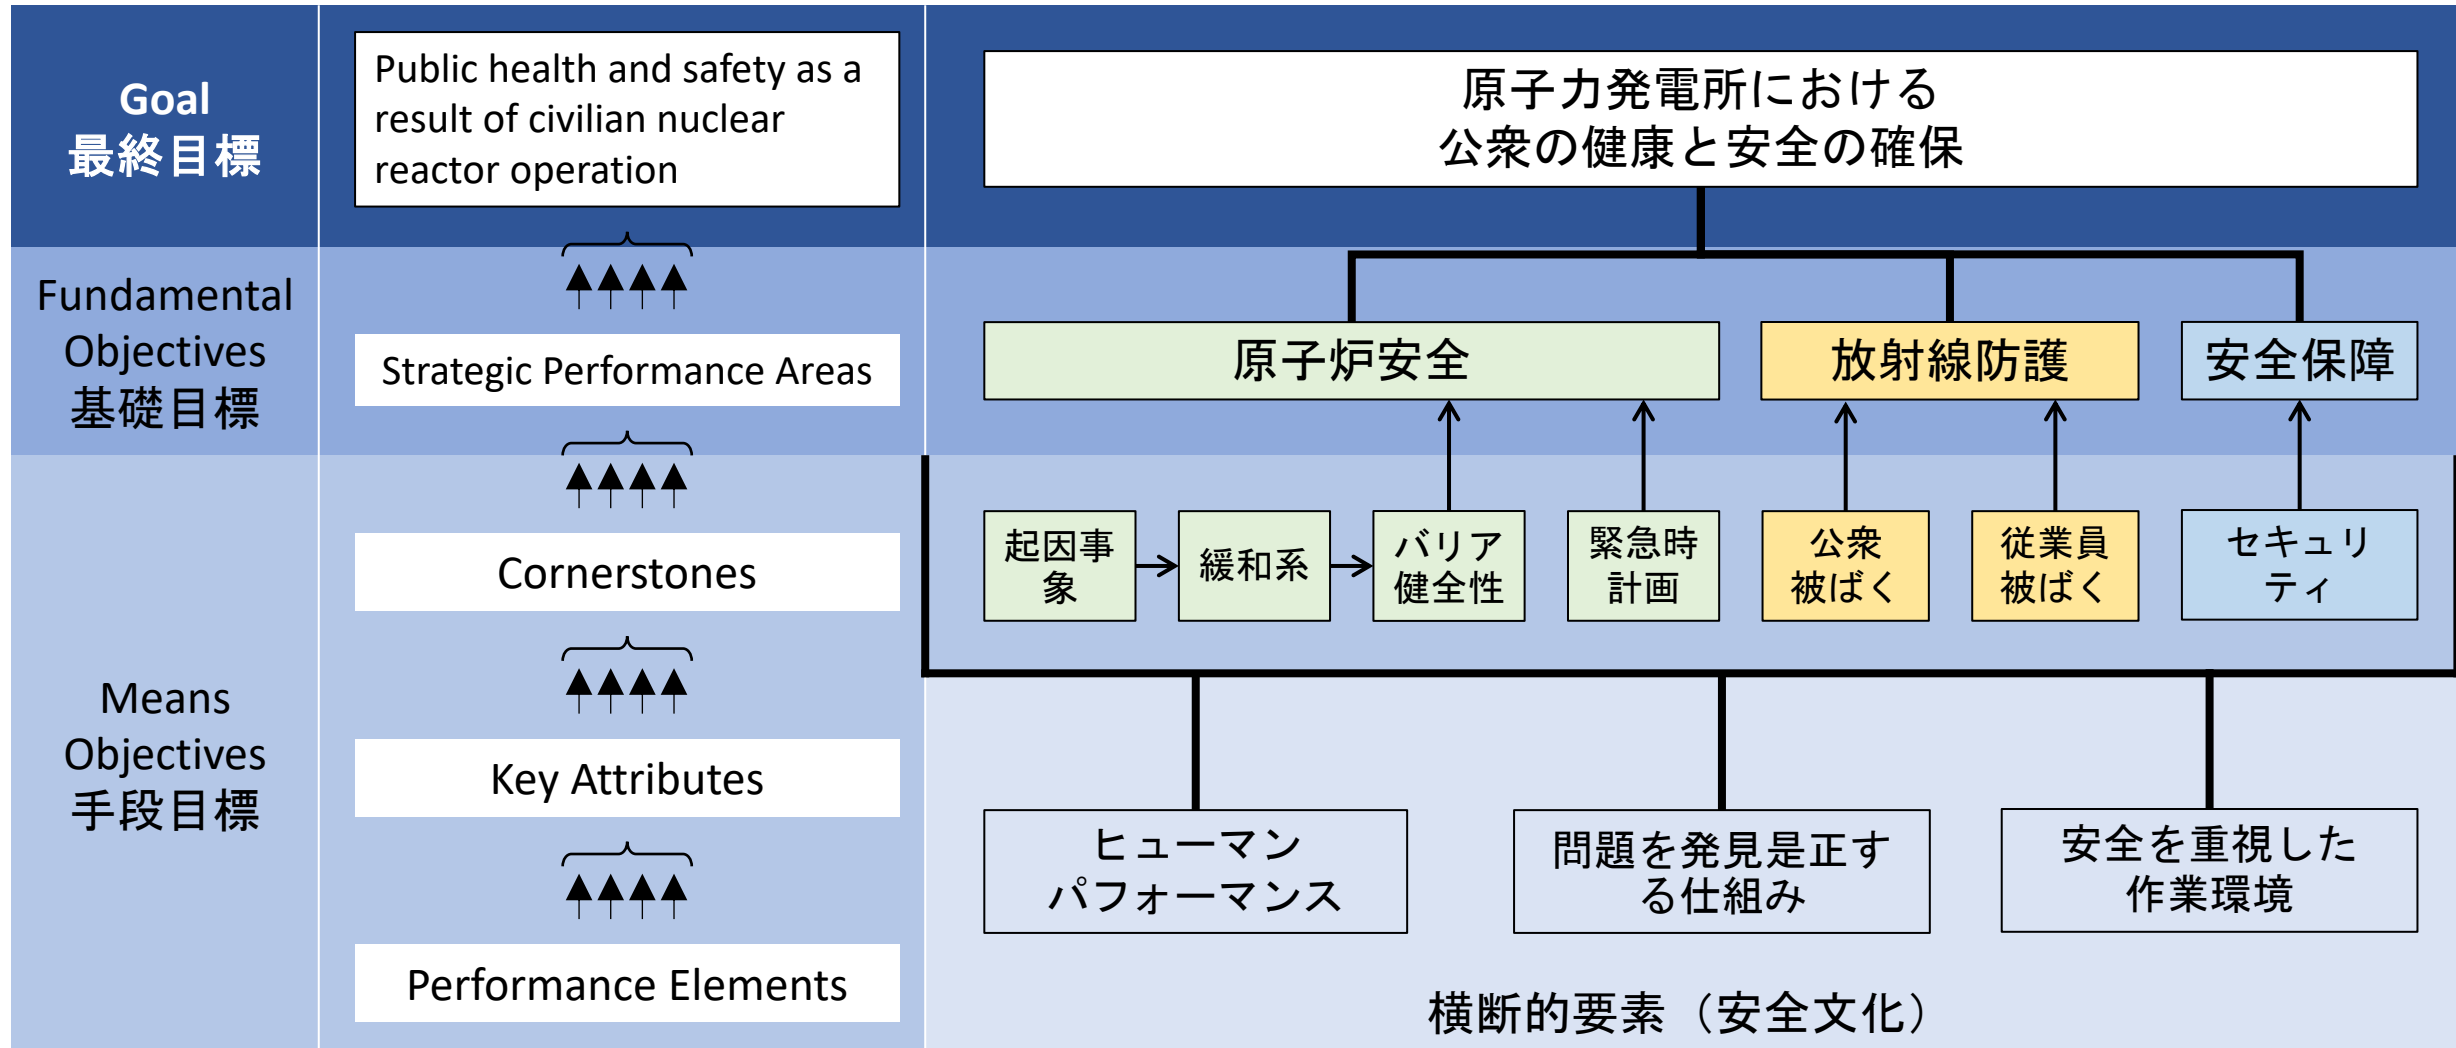 Goal
最終目標
Public health and safety as a
result of civilian nuclear
reactor operation
原子力発電所における
公衆の健康と安全の確保
Fundamental
Objectives
基礎目標
Strategic Performance Areas
原子炉安全
放射線防護
安全保障
Means
Objectives
手段目標
Cornerstones
起因事
象
緩和系
バリア
健全性
緊急時
計画
公衆
被ばく
従業員
被ばく
セキュリ
ティ
Key Attributes
Performance Elements
ヒューマン
パフォーマンス
問題を発見是正す
る仕組み
安全を重視した
作業環境
横断的要素（安全文化）